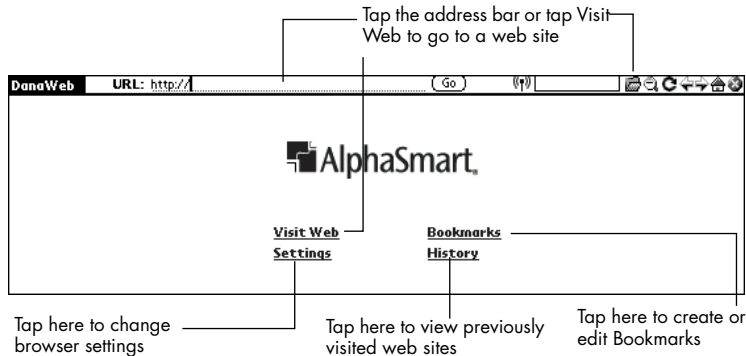 Tap the address bar or tap Visit
Web to go to a web site
DanaWeb URL: http:// Go
AlphaSmart®
Visit Web Bookmarks
Settings History
Tap here to change
browser settings
Tap here to view previously
visited web sites
Tap here to create or
edit Bookmarks